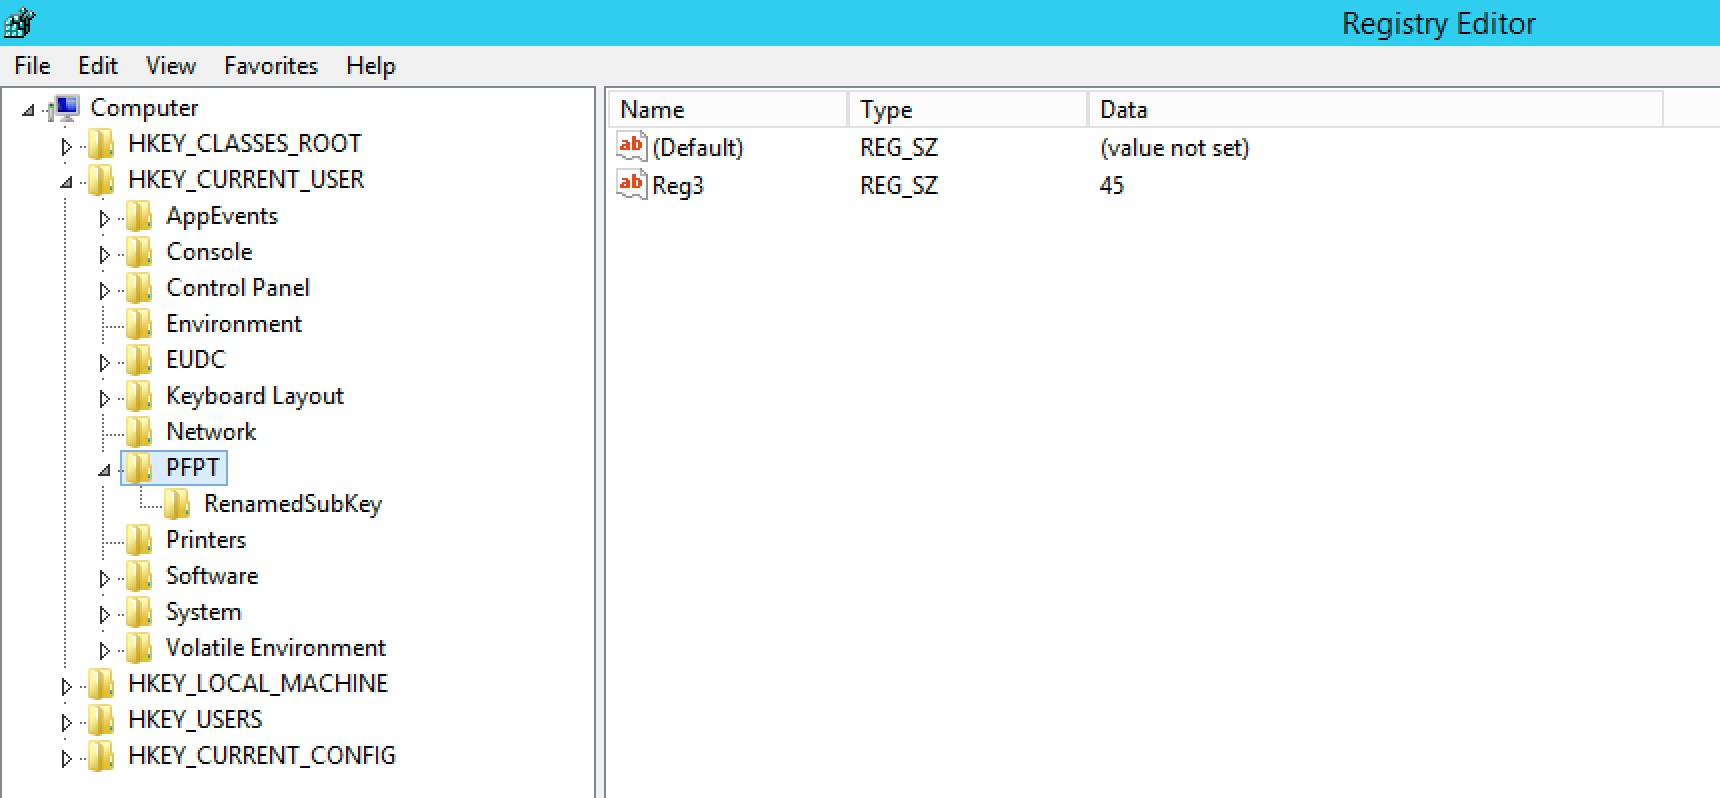 Registry Editor
File Edit View Favorites Help
Computer
HKEY_CLASSES_ROOT
HKEY_CURRENT_USER
AppEvents
Console
Control Panel
Environment
EUDC
Keyboard Layout
Network
PFPT
RenamedSubKey
Printers
Software
System
Volatile Environment
HKEY_LOCAL_MACHINE
HKEY_USERS
HKEY_CURRENT_CONFIG
Name Type Data
ab (Default) REG_SZ (value not set)
ab Reg3 REG_SZ 45